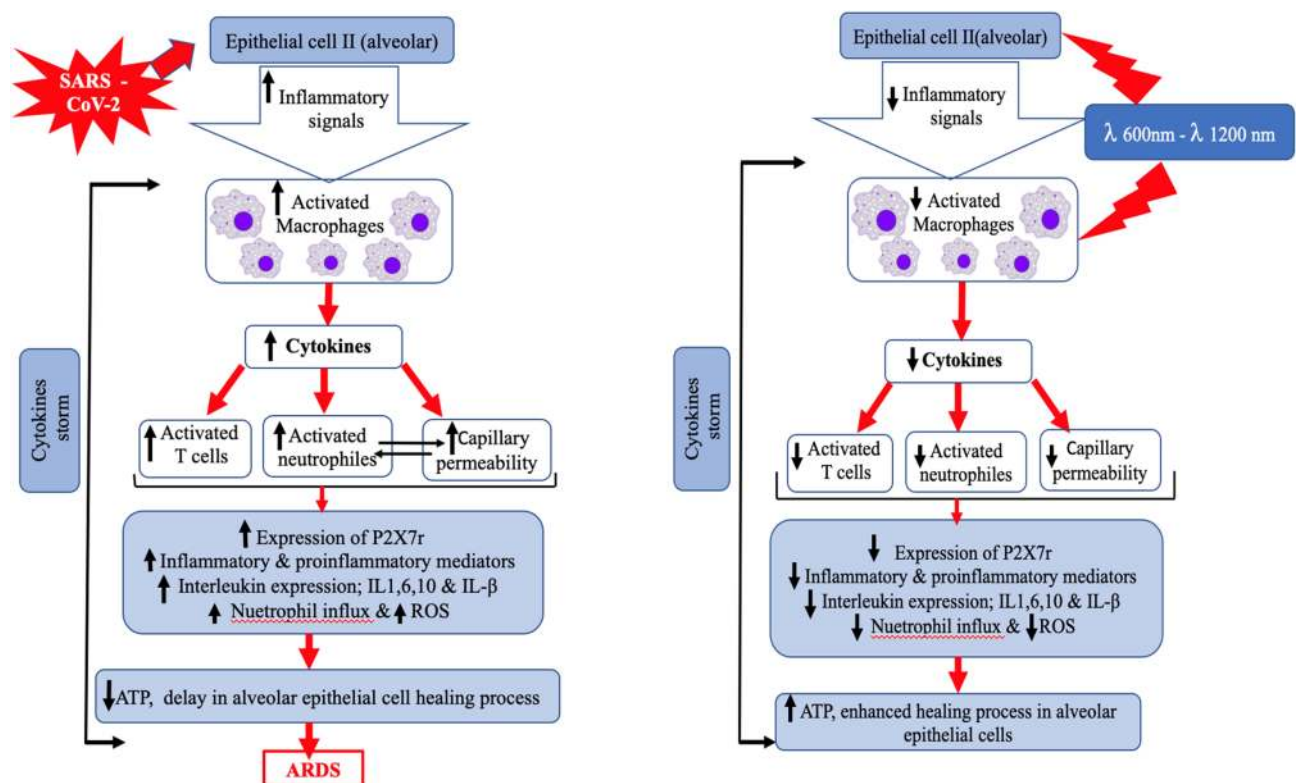 Epithelial cell II (alveolar)
SARS -
CoV-2
Inflammatory
signals
Activated
Macrophages
Cytokines
storm
Cytokines
Activated
T cells
Activated
neutrophiles
Capillary
permeability
Expression of P2X7r
Inflammatory & proinflammatory mediators
Interleukin expression; IL1,6,10 & IL-β
Nuetrophil influx & ROS
ATP, delay in alveolar epithelial cell healing process
ARDS
Epithelial cell II(alveolar)
Inflammatory
signals
λ 600nm - λ 1200 nm
Activated
Macrophages
Cytokines
storm
Cytokines
Activated
T cells
Activated
neutrophiles
Capillary
permeability
Expression of P2X7r
Inflammatory & proinflammatory mediators
Interleukin expression; IL1,6,10 & IL-β
Nuetrophil influx & ROS
ATP, enhanced healing process in alveolar
epithelial cells